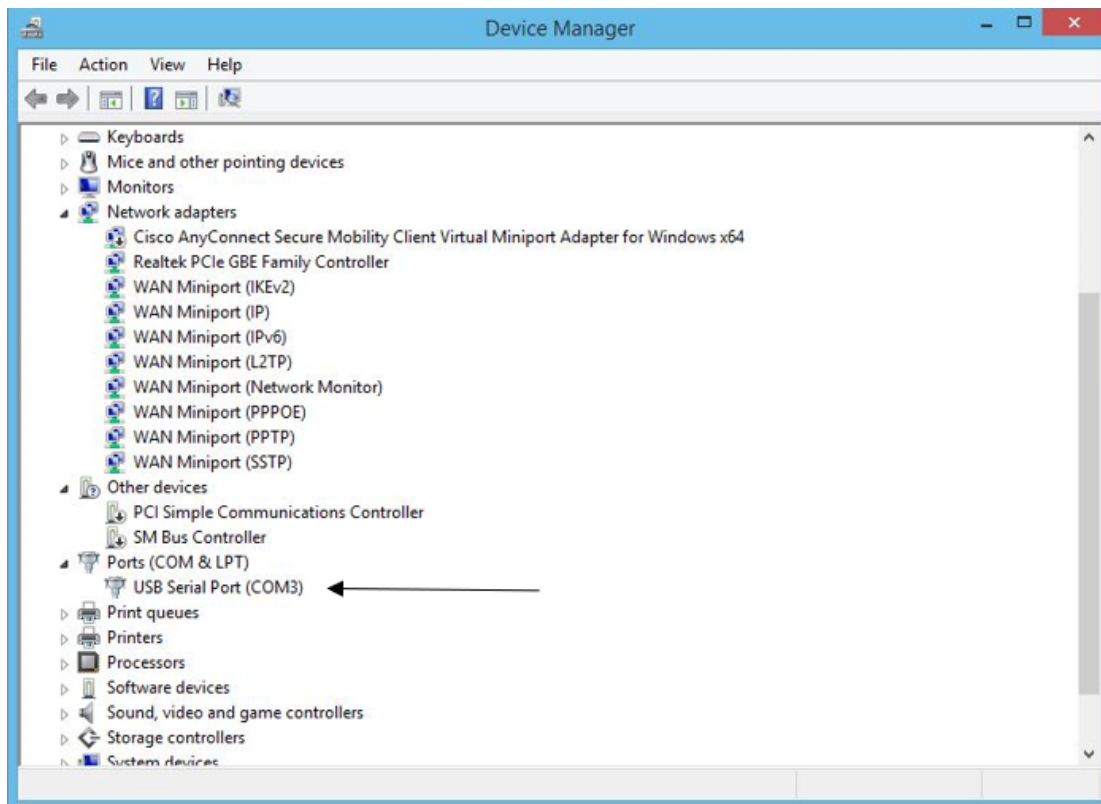 Device Manager
File Action View Help
Keyboards
Mice and other pointing devices
Monitors
Network adapters
Cisco AnyConnect Secure Mobility Client Virtual Miniport Adapter for Windows x64
Realtek PCIe GBE Family Controller
WAN Miniport (IKEv2)
WAN Miniport (IP)
WAN Miniport (IPv6)
WAN Miniport (L2TP)
WAN Miniport (Network Monitor)
WAN Miniport (PPPOE)
WAN Miniport (PPTP)
WAN Miniport (SSTP)
Other devices
PCI Simple Communications Controller
SM Bus Controller
Ports (COM & LPT)
USB Serial Port (COM3)
Print queues
Printers
Processors
Software devices
Sound, video and game controllers
Storage controllers
System devices